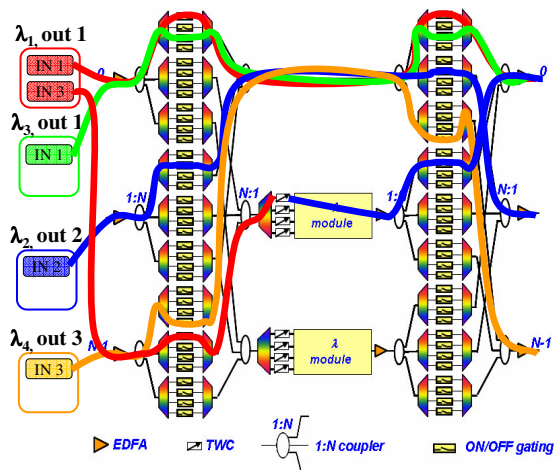 λ1, out 1
IN 1
IN 3
0
0
λ3, out 1
IN 1
1:N
N:1
1:N
N:1
λ
module
λ2, out 2
IN 2
λ4, out 3
N-1
N-1
IN 3
λ
module
1:N
EDFA
TWC
1:N coupler
ON/OFF gating